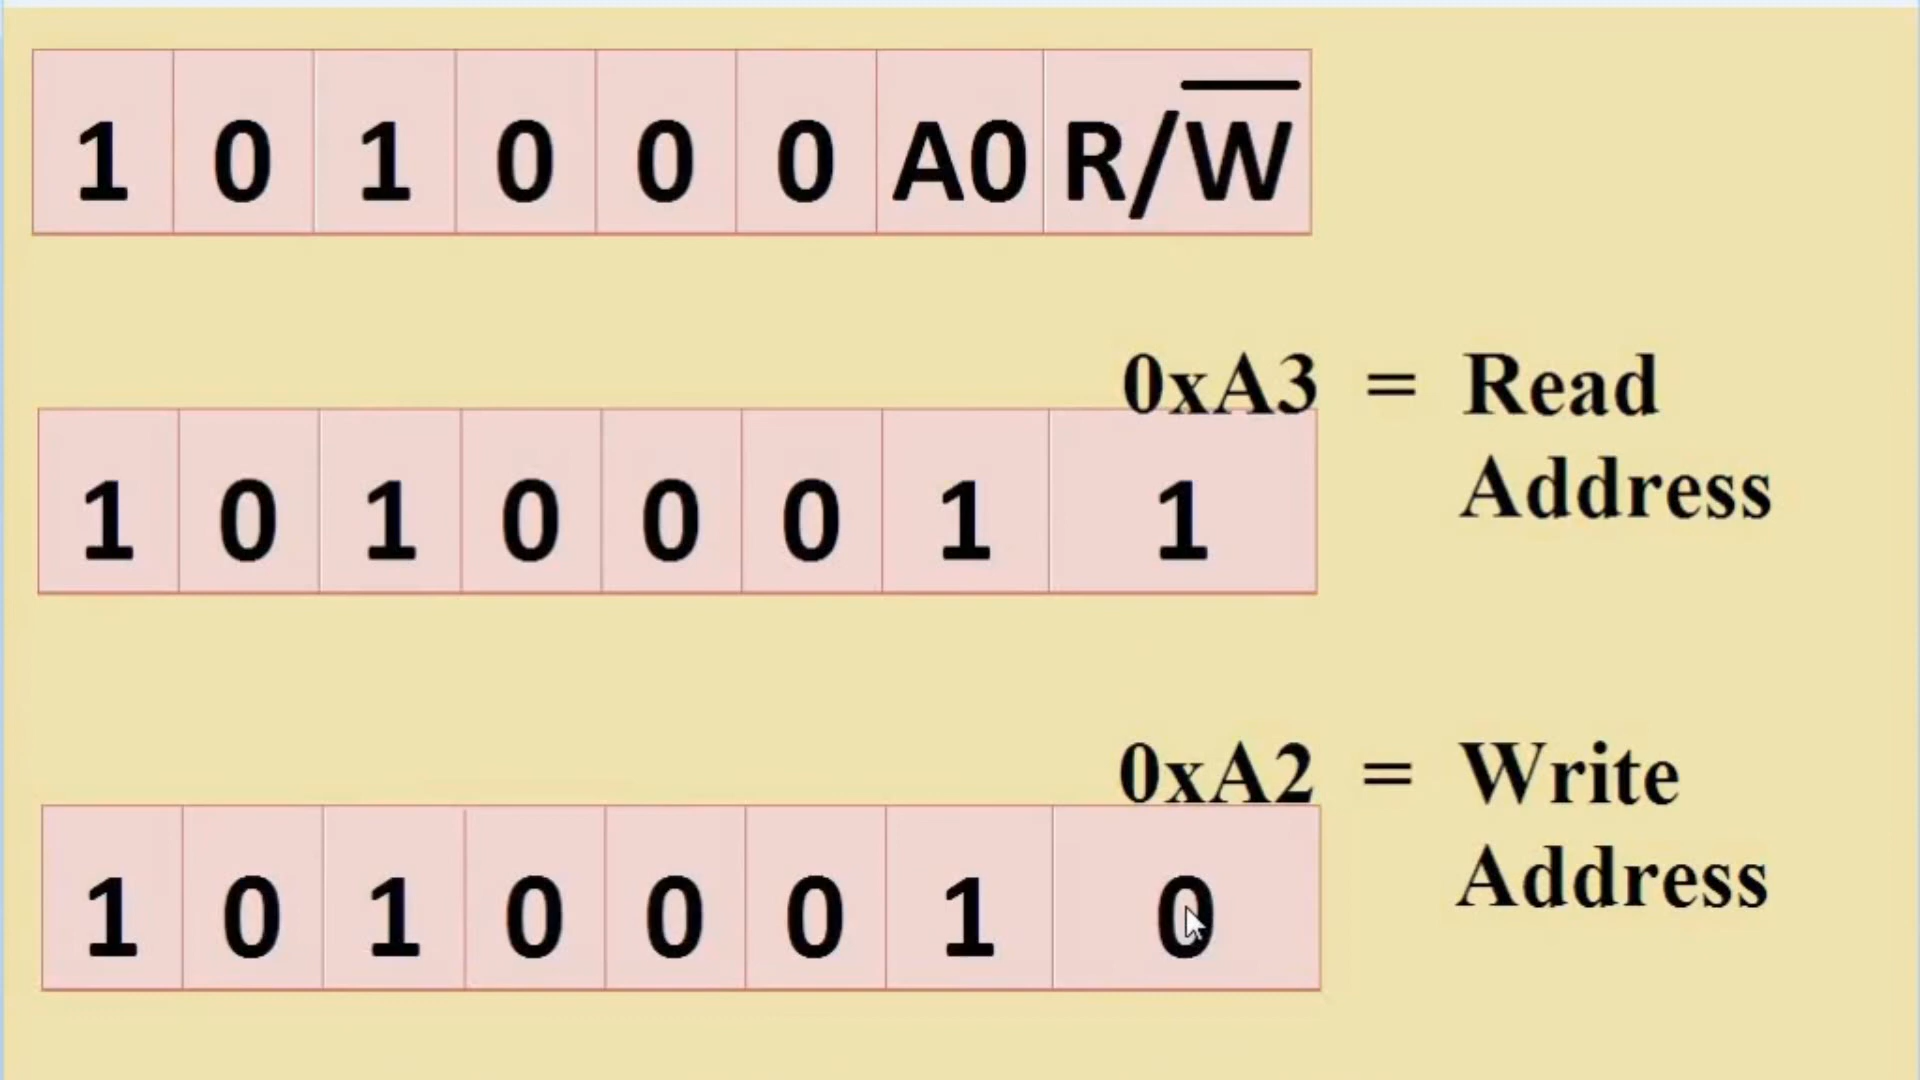 1 0 1 0 0 0 A0 R/W̅
0xA3 = Read
Address
1 0 1 0 0 0 1 1
0xA2 = Write
Address
1 0 1 0 0 0 1 0